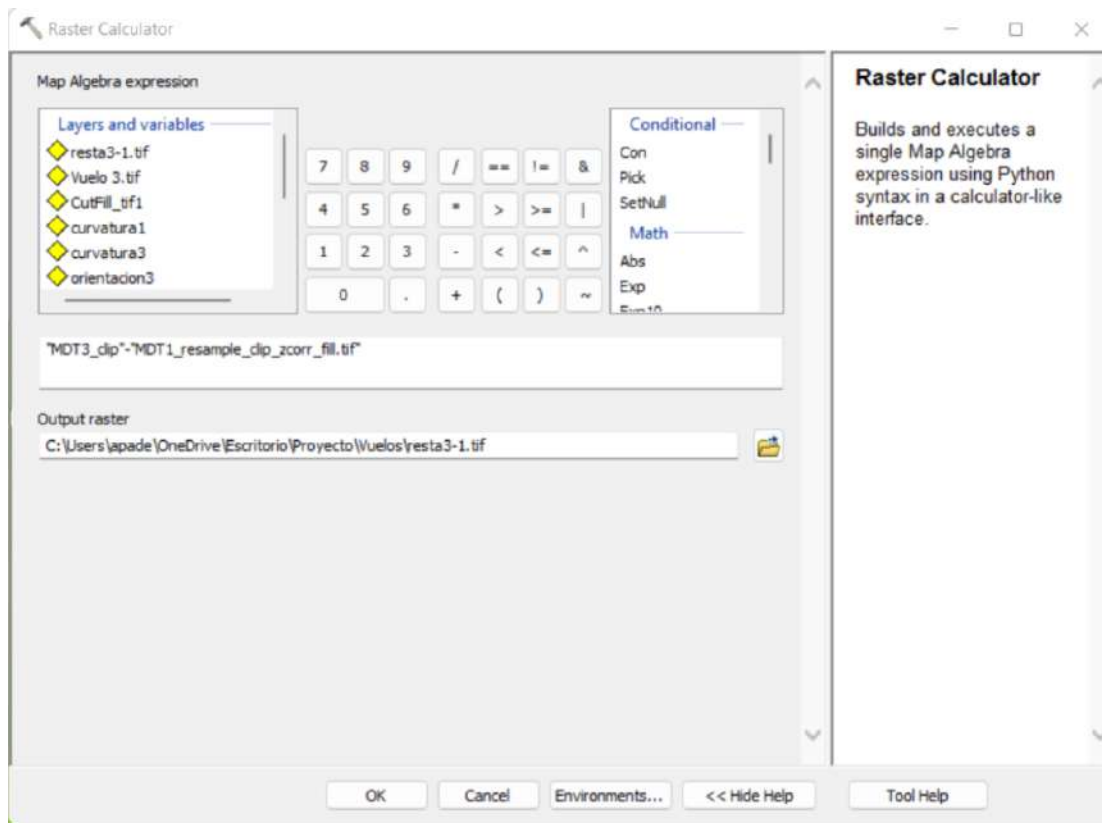 Raster Calculator
Map Algebra expression
Layers and variables
resta3-1.tif
Vuelo 3.tif
CutFill_tif1
curvatura1
curvatura3
orientacion3
7 8 9 / == != &
4 5 6 * > >= |
1 2 3 - < <= ^
0 . + ( ) ~
Conditional
Con
Pick
SetNull
Math
Abs
Exp
Exp10
"MDT3_clip"-"MDT1_resample_clip_zcorr_fill.tif"
Output raster
C:\Users\apade\OneDrive\Escritorio\Proyecto\Vuelos\resta3-1.tif
OK Cancel Environments... << Hide Help Tool Help
Raster Calculator
Builds and executes a
single Map Algebra
expression using Python
syntax in a calculator-like
interface.